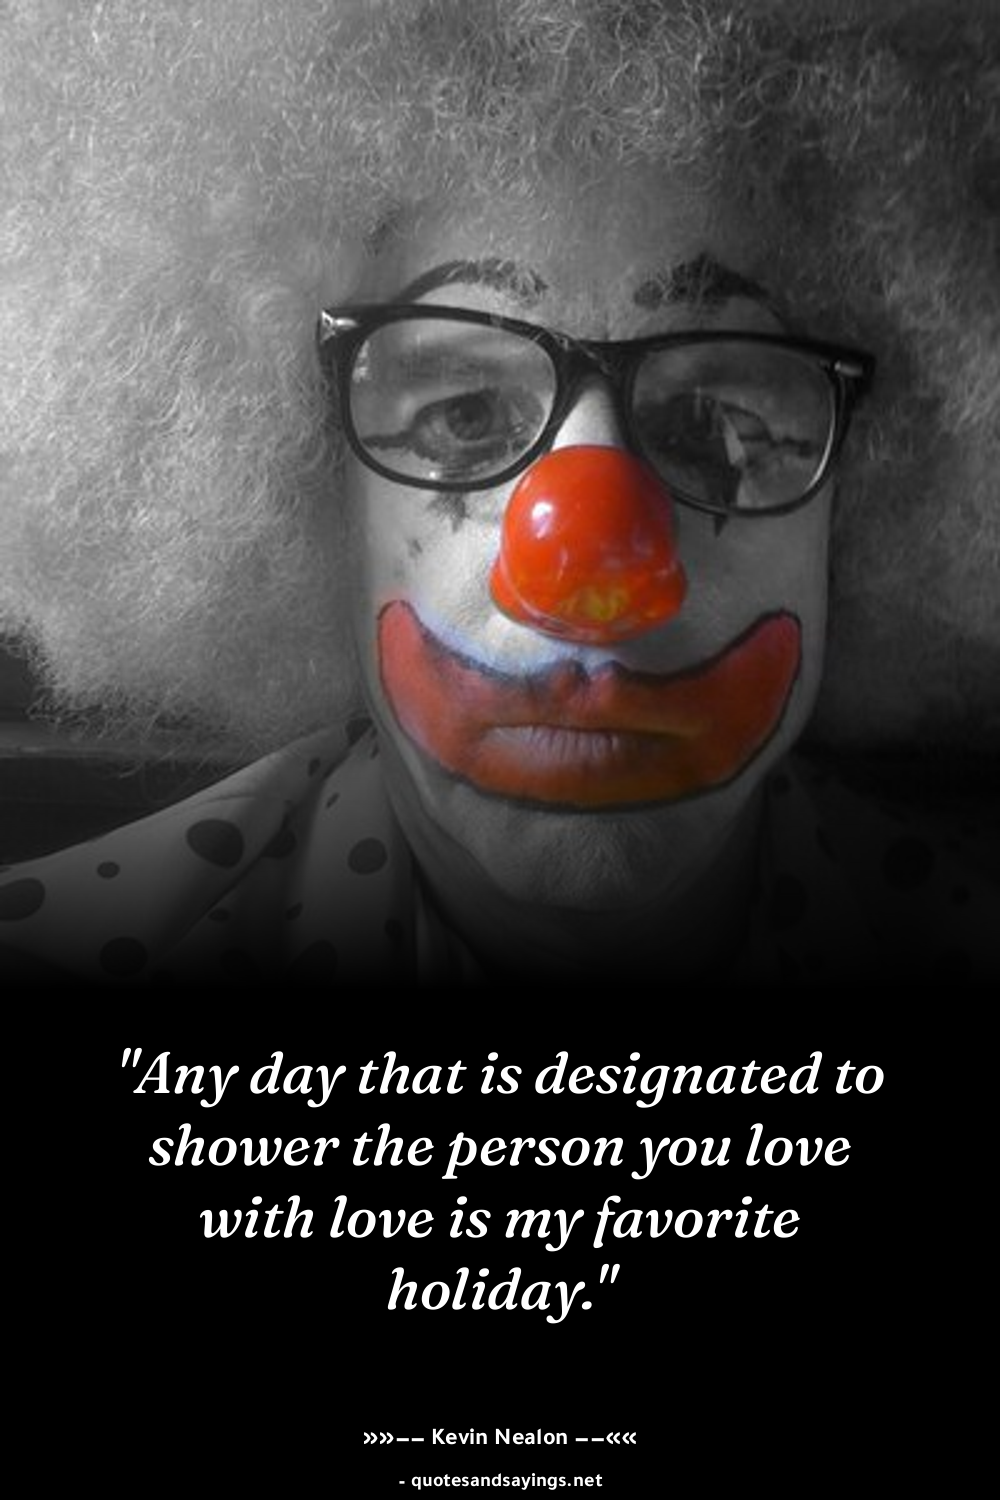 "Any day that is designated to
shower the person you love
with love is my favorite
holiday."
»»−− Kevin Nealon −−««
- quotesandsayings.net